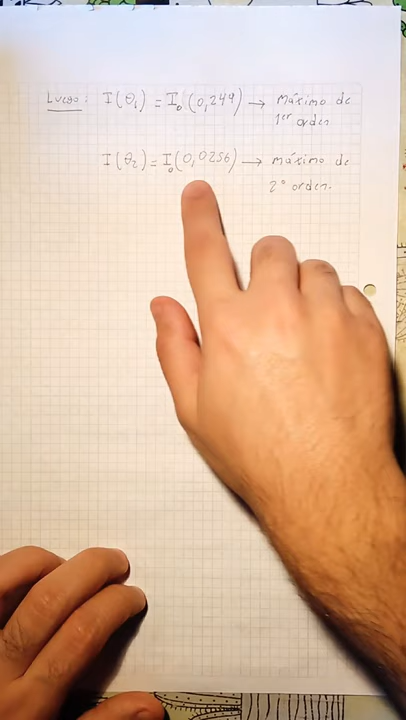 Luego: I(θ₁) = I₀(0,249) → Máximo de
1er orden
I(θ₂) = I₀(0,0256) → máximo de
2° orden.